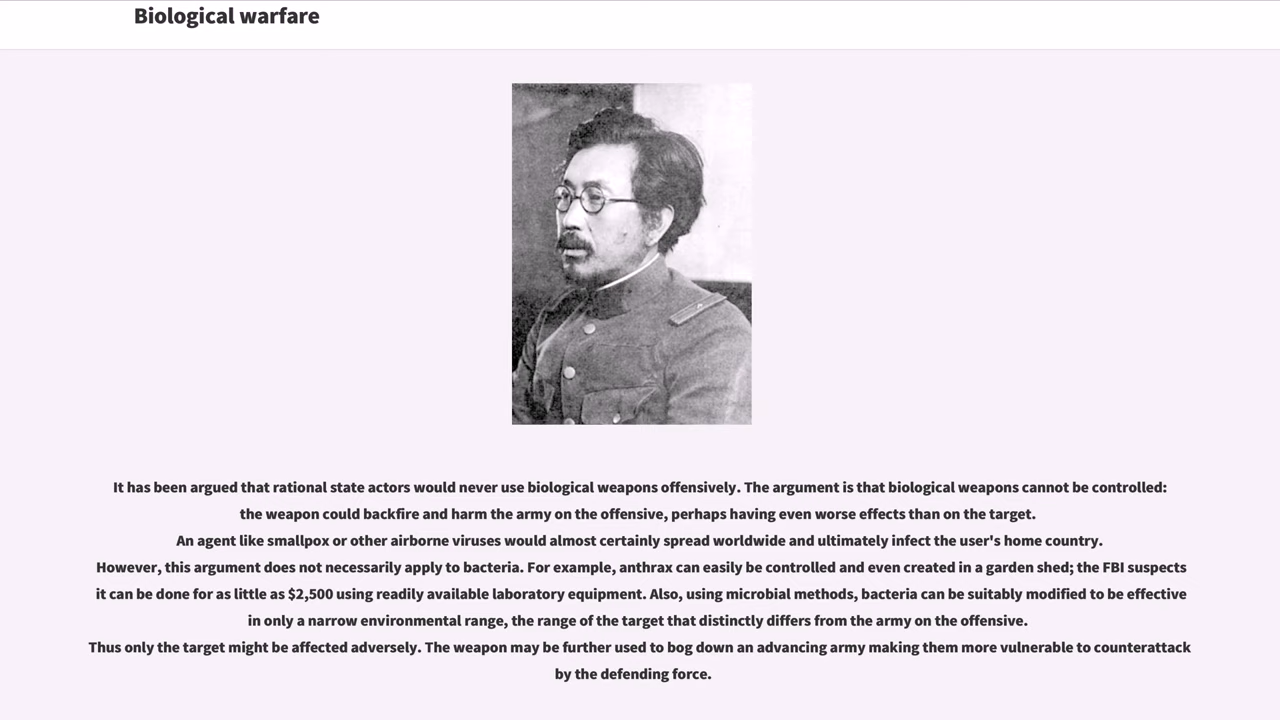 Biological warfare
It has been argued that rational state actors would never use biological weapons offensively. The argument is that biological weapons cannot be controlled:
the weapon could backfire and harm the army on the offensive, perhaps having even worse effects than on the target.
An agent like smallpox or other airborne viruses would almost certainly spread worldwide and ultimately infect the user's home country.
However, this argument does not necessarily apply to bacteria. For example, anthrax can easily be controlled and even created in a garden shed; the FBI suspects
it can be done for as little as $2,500 using readily available laboratory equipment. Also, using microbial methods, bacteria can be suitably modified to be effective
in only a narrow environmental range, the range of the target that distinctly differs from the army on the offensive.
Thus only the target might be affected adversely. The weapon may be further used to bog down an advancing army making them more vulnerable to counterattack
by the defending force.